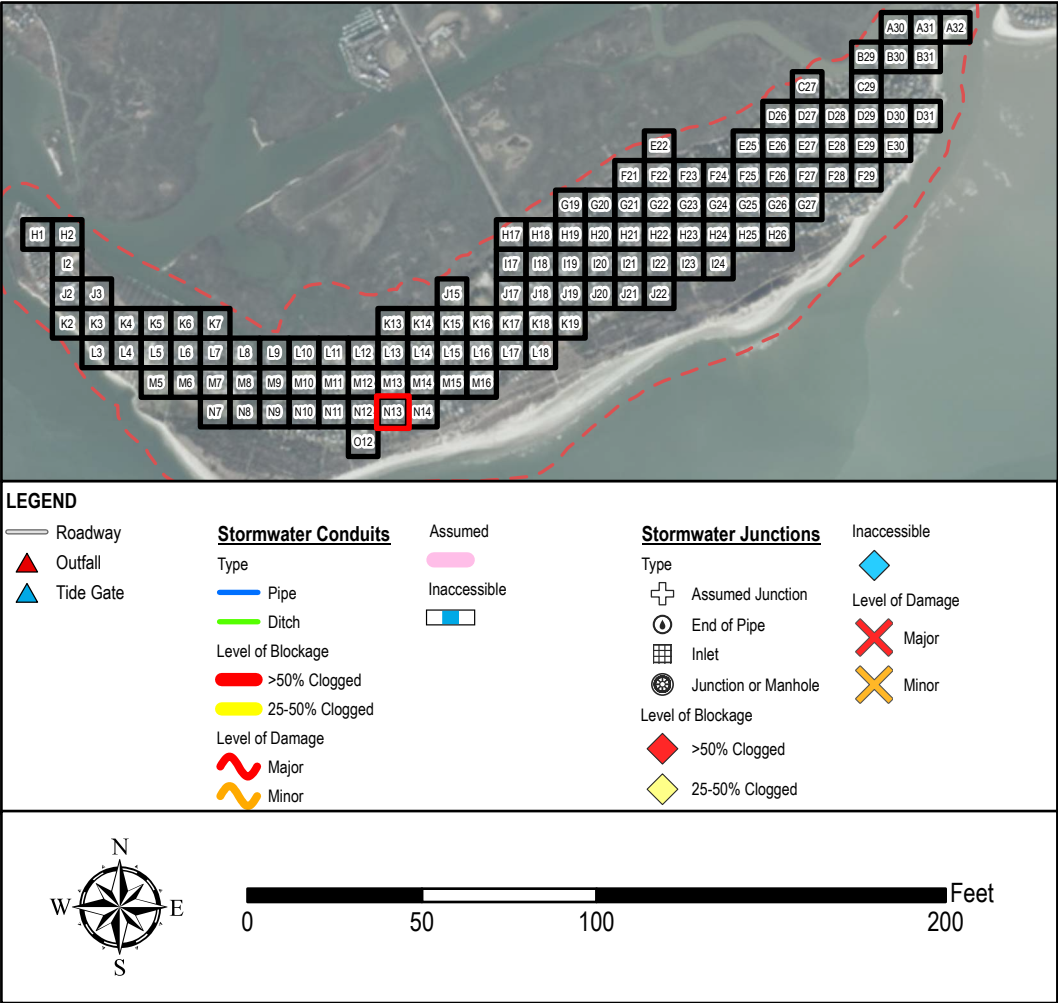 A30 A31 A32
B29 B30 B31
C27 C29
D26 D27 D28 D29 D30 D31
E22 E25 E26 E27 E28 E29 E30
F21 F22 F23 F24 F25 F26 F27 F28 F29
G19 G20 G21 G22 G23 G24 G25 G26 G27
H1 H2 H17 H18 H19 H20 H21 H22 H23 H24 H25 H26
I2 I17 I18 I19 I20 I21 I22 I23 I24
J2 J3 J15 J17 J18 J19 J20 J21 J22
K2 K3 K4 K5 K6 K7 K13 K14 K15 K16 K17 K18 K19
L3 L4 L5 L6 L7 L8 L9 L10 L11 L12 L13 L14 L15 L16 L17 L18
M5 M6 M7 M8 M9 M10 M11 M12 M13 M14 M15 M16
N7 N8 N9 N10 N11 N12 N13 N14
O12
LEGEND
Roadway
Outfall
Tide Gate
Stormwater Conduits
Type
Pipe
Ditch
Level of Blockage
>50% Clogged
25-50% Clogged
Level of Damage
Major
Minor
Assumed
Inaccessible
Stormwater Junctions
Type
Assumed Junction
End of Pipe
Inlet
Junction or Manhole
Level of Blockage
>50% Clogged
25-50% Clogged
Inaccessible
Level of Damage
Major
Minor
N
W E
S
Feet
0 50 100 200